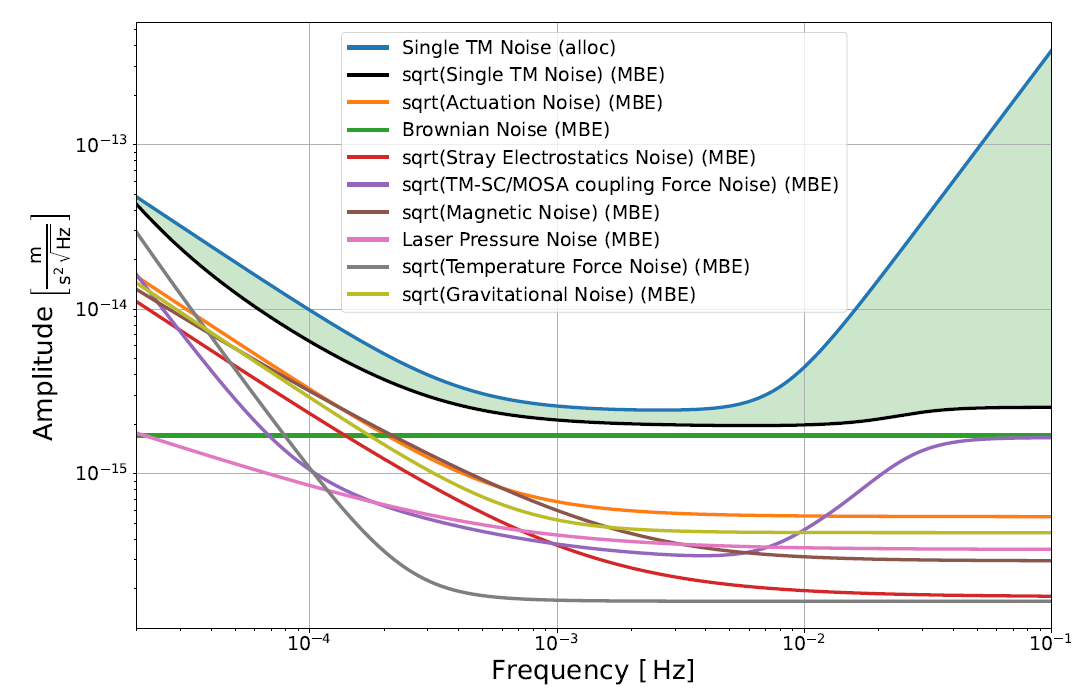 Single TM Noise (alloc)
sqrt(Single TM Noise) (MBE)
sqrt(Actuation Noise) (MBE)
Brownian Noise (MBE)
sqrt(Stray Electrostatics Noise) (MBE)
sqrt(TM-SC/MOSA coupling Force Noise) (MBE)
sqrt(Magnetic Noise) (MBE)
Laser Pressure Noise (MBE)
sqrt(Temperature Force Noise) (MBE)
sqrt(Gravitational Noise) (MBE)
10⁻¹³
10⁻¹⁴
10⁻¹⁵
Amplitude [m / s² √Hz]
10⁻⁴ 10⁻³ 10⁻² 10⁻¹
Frequency [ Hz]